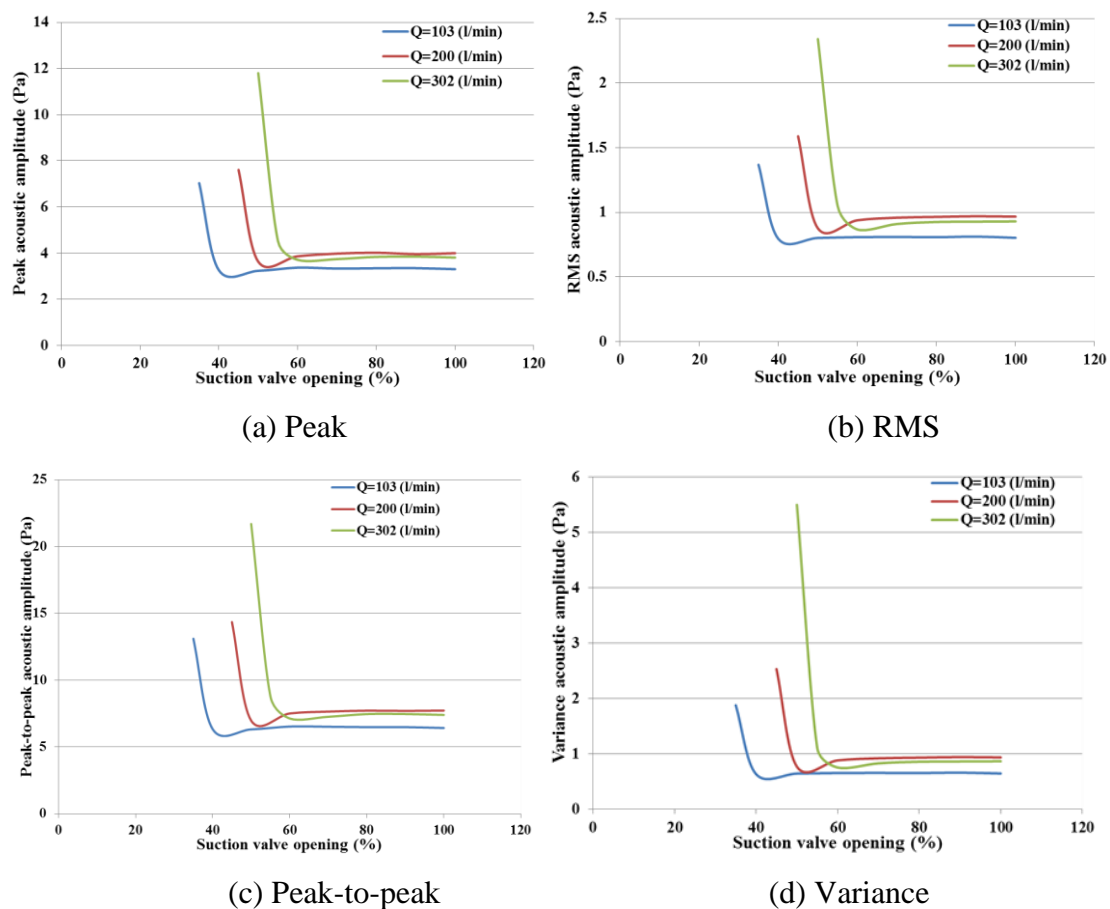 Peak acoustic amplitude (Pa)
14
12
10
8
6
4
2
0
0 20 40 60 80 100 120
Suction valve opening (%)
Q=103 (l/min)
Q=200 (l/min)
Q=302 (l/min)
(a) Peak
RMS acoustic amplitude (Pa)
2.5
2
1.5
1
0.5
0
0 20 40 60 80 100 120
Suction valve opening (%)
Q=103 (l/min)
Q=200 (l/min)
Q=302 (l/min)
(b) RMS
Peak-to-peak acoustic amplitude (Pa)
25
20
15
10
5
0
0 20 40 60 80 100 120
Suction valve opening (%)
Q=103 (l/min)
Q=200 (l/min)
Q=302 (l/min)
(c) Peak-to-peak
Variance acoustic amplitude (Pa)
6
5
4
3
2
1
0
0 20 40 60 80 100 120
Suction valve opening (%)
Q=103 (l/min)
Q=200 (l/min)
Q=302 (l/min)
(d) Variance